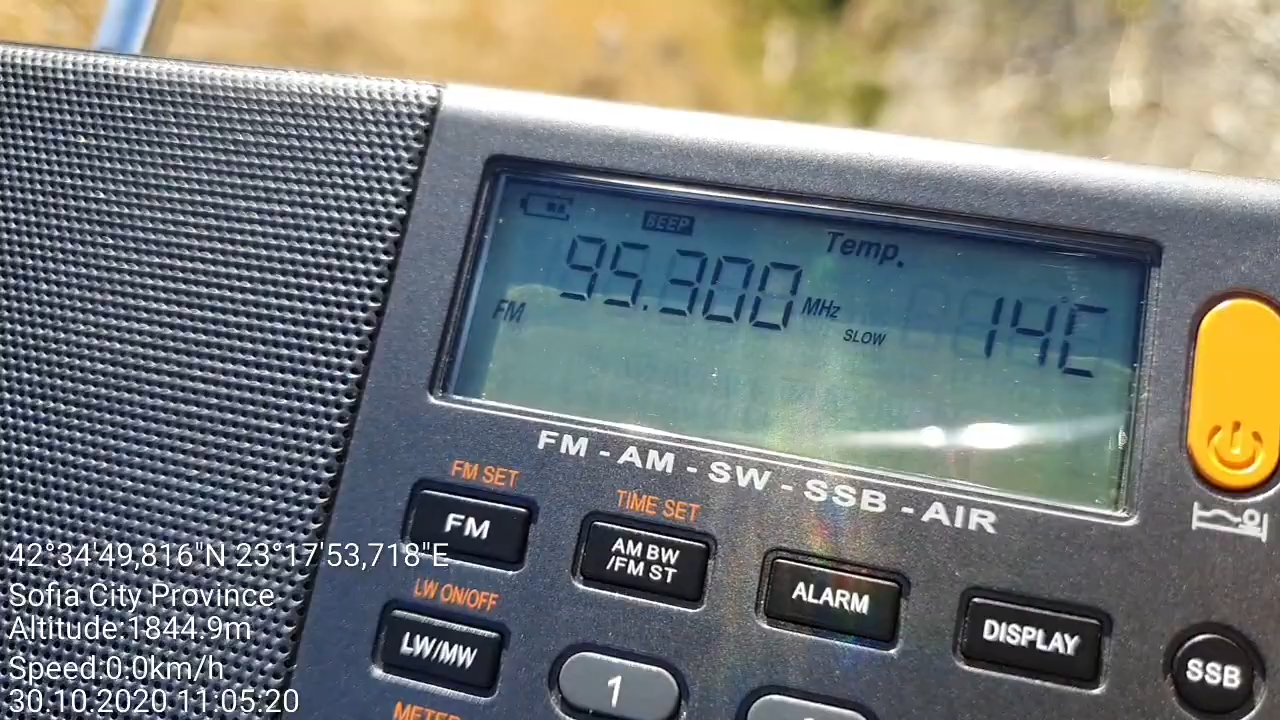 BEEP
Temp.
FM 95.300 MHz SLOW 14°C
FM - AM - SW - SSB - AIR
FM SET
TIME SET
FM
AM BW
/FM ST
ALARM
DISPLAY
SSB
LW ON/OFF
LW/MW
1
METER
42°34'49,816"N 23°17'53,718"E
Sofia City Province
Altitude:1844.9m
Speed:0.0km/h
30.10.2020 11:05:20